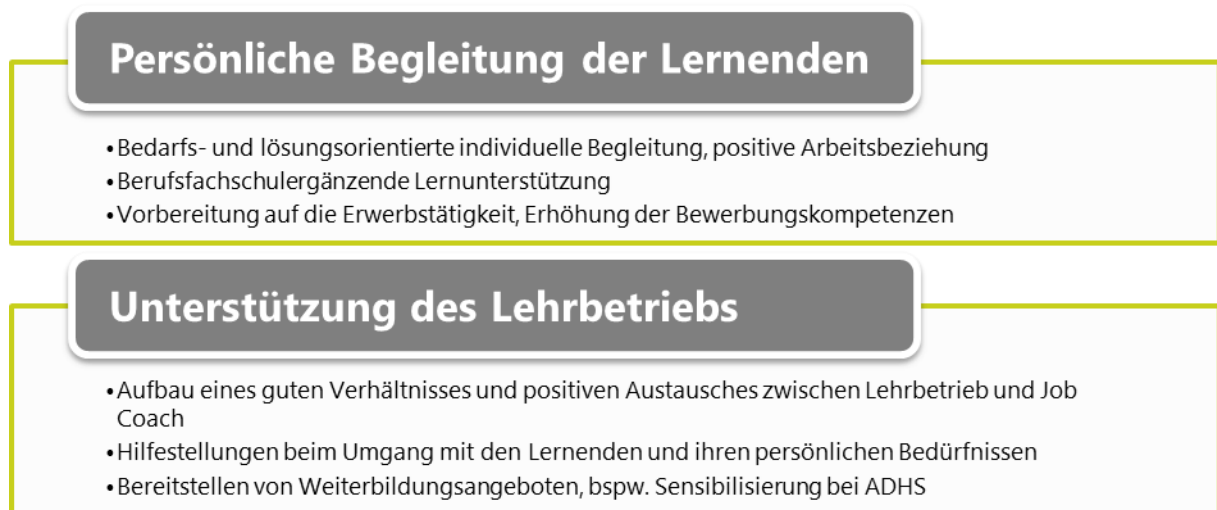 Persönliche Begleitung der Lernenden
•Bedarfs- und lösungsorientierte individuelle Begleitung, positive Arbeitsbeziehung
•Berufsfachschulergänzende Lernunterstützung
•Vorbereitung auf die Erwerbstätigkeit, Erhöhung der Bewerbungskompetenzen
Unterstützung des Lehrbetriebs
•Aufbau eines guten Verhältnisses und positiven Austausches zwischen Lehrbetrieb und Job
Coach
•Hilfestellungen beim Umgang mit den Lernenden und ihren persönlichen Bedürfnissen
•Bereitstellen von Weiterbildungsangeboten, bspw. Sensibilisierung bei ADHS